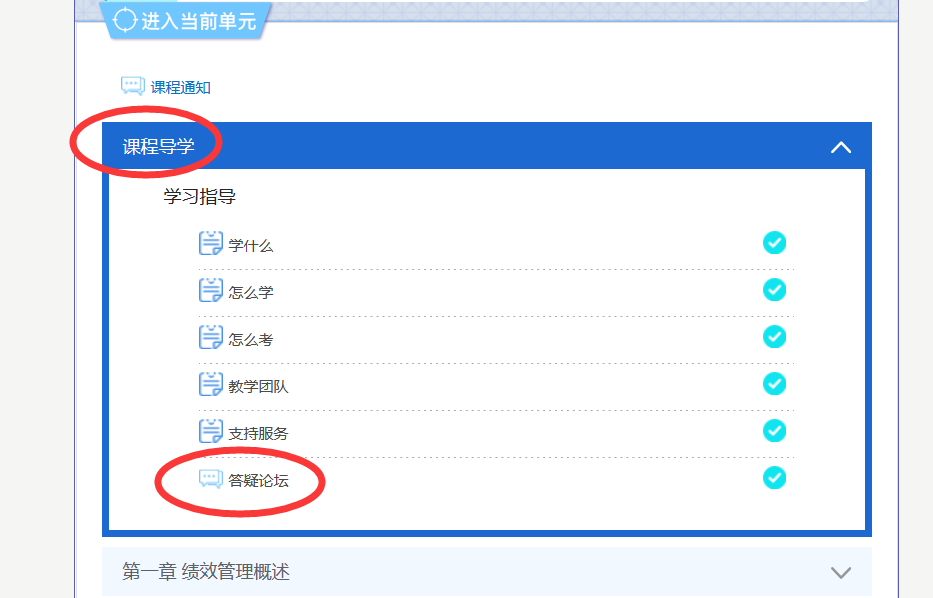 进入当前单元
课程通知
课程导学
学习指导
学什么
怎么学
怎么考
教学团队
支持服务
答疑论坛
第一章 绩效管理概述